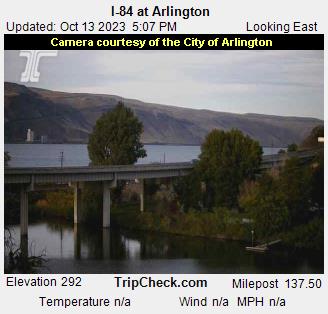 I-84 at Arlington
Updated: Oct 13 2023 5:07 PM Looking East
Camera courtesy of the City of Arlington
Elevation 292 TripCheck.com Milepost 137.50
Temperature n/a Wind n/a MPH n/a